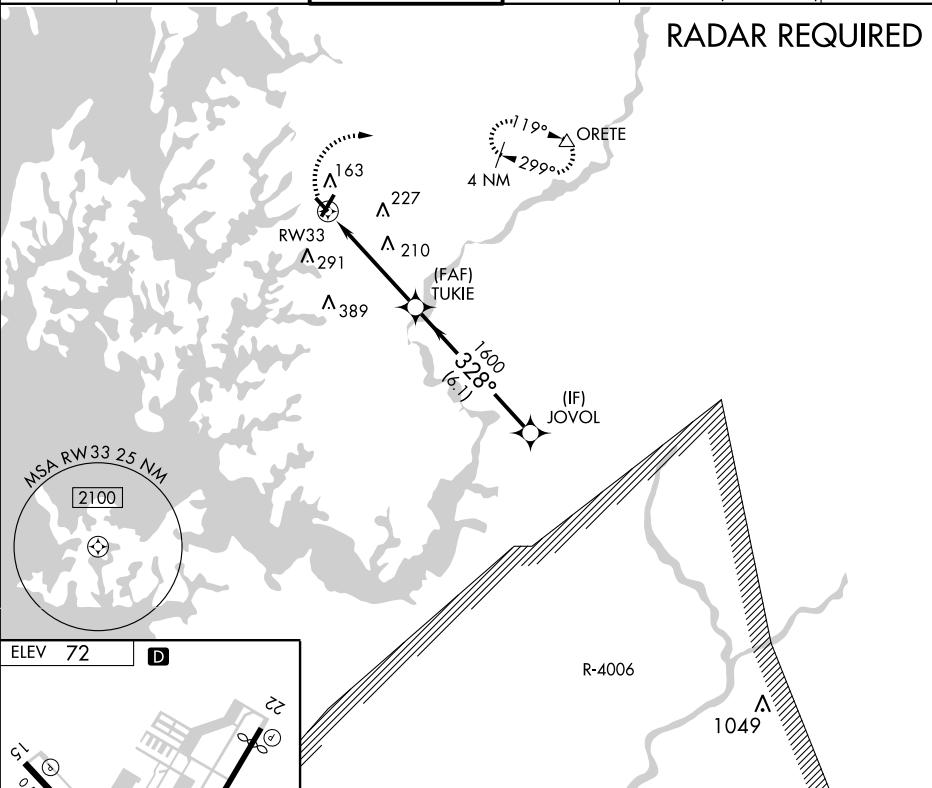 RADAR REQUIRED
119°
ORETE
299°
4 NM
163
227
RW33
210
291
(FAF)
TUKIE
389
1600
328°
(6.1)
(IF)
JOVOL
MSA RW33 25 NM
2100
ELEV 72
D
R-4006
1049
22
P
15
P